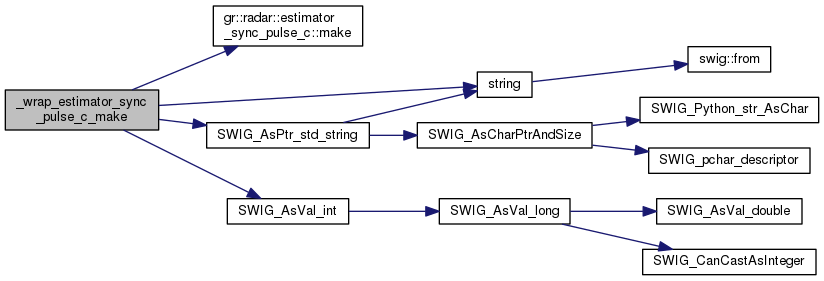 gr::radar::estimator
_sync_pulse_c::make
swig::from
string
_wrap_estimator_sync
_pulse_c_make
SWIG_Python_str_AsChar
SWIG_AsPtr_std_string
SWIG_AsCharPtrAndSize
SWIG_pchar_descriptor
SWIG_AsVal_int
SWIG_AsVal_long
SWIG_AsVal_double
SWIG_CanCastAsInteger